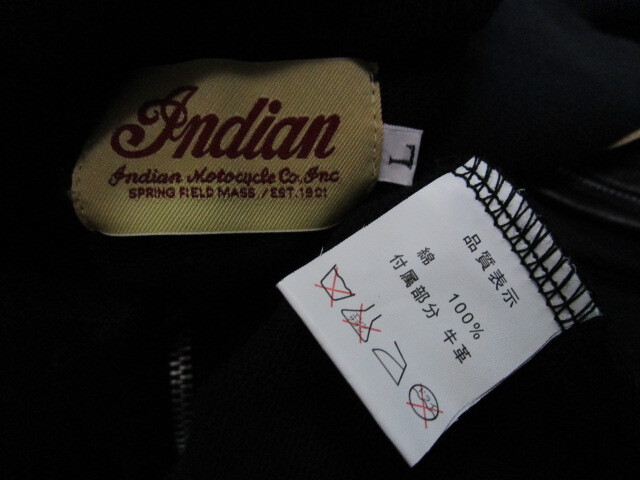 Indian
Indian Motocycle Co., Inc
SPRING FIELD MASS./EST.1901
L
品質表示
綿 100%
付属部分 牛革